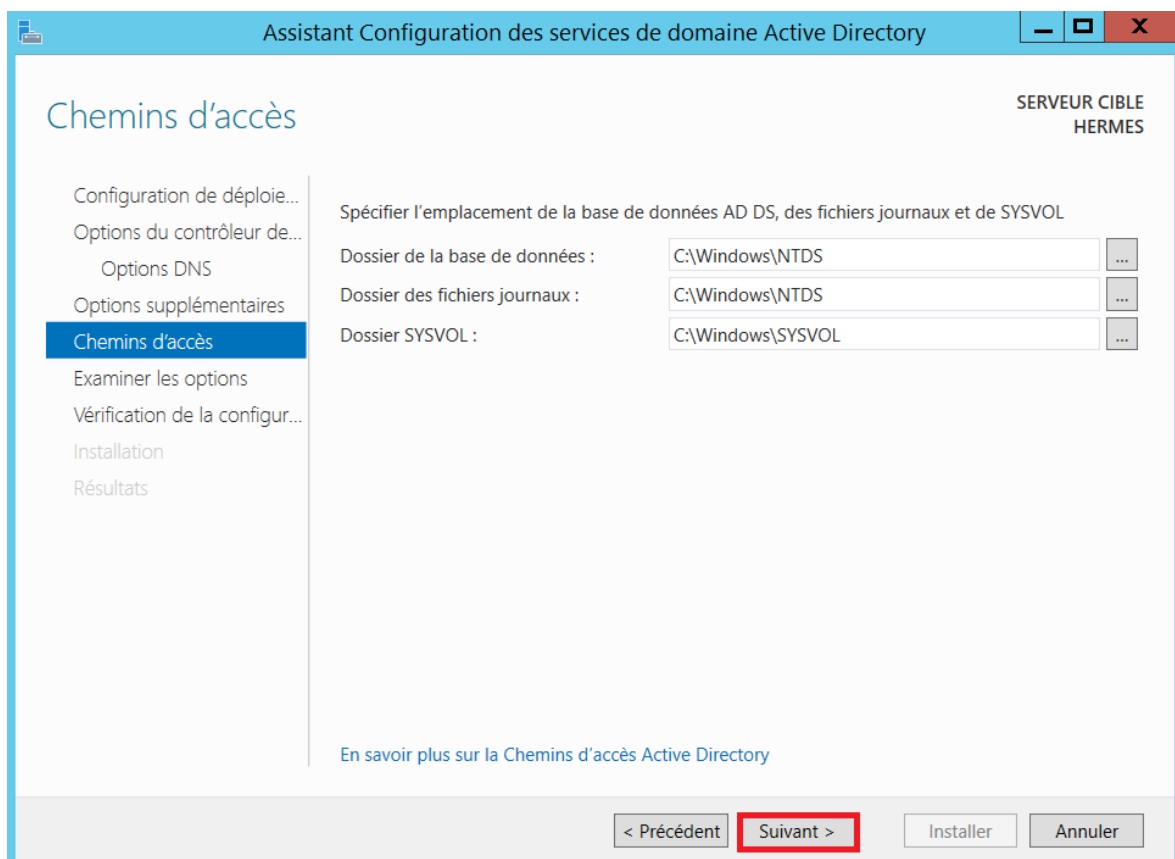 Assistant Configuration des services de domaine Active Directory
Chemins d'accès
SERVEUR CIBLE
HERMES
Configuration de déploie...
Options du contrôleur de...
Options DNS
Options supplémentaires
Chemins d'accès
Examiner les options
Vérification de la configur...
Installation
Résultats
Spécifier l'emplacement de la base de données AD DS, des fichiers journaux et de SYSVOL
Dossier de la base de données : C:\Windows\NTDS ...
Dossier des fichiers journaux : C:\Windows\NTDS ...
Dossier SYSVOL : C:\Windows\SYSVOL ...
En savoir plus sur la Chemins d'accès Active Directory
< Précédent Suivant > Installer Annuler